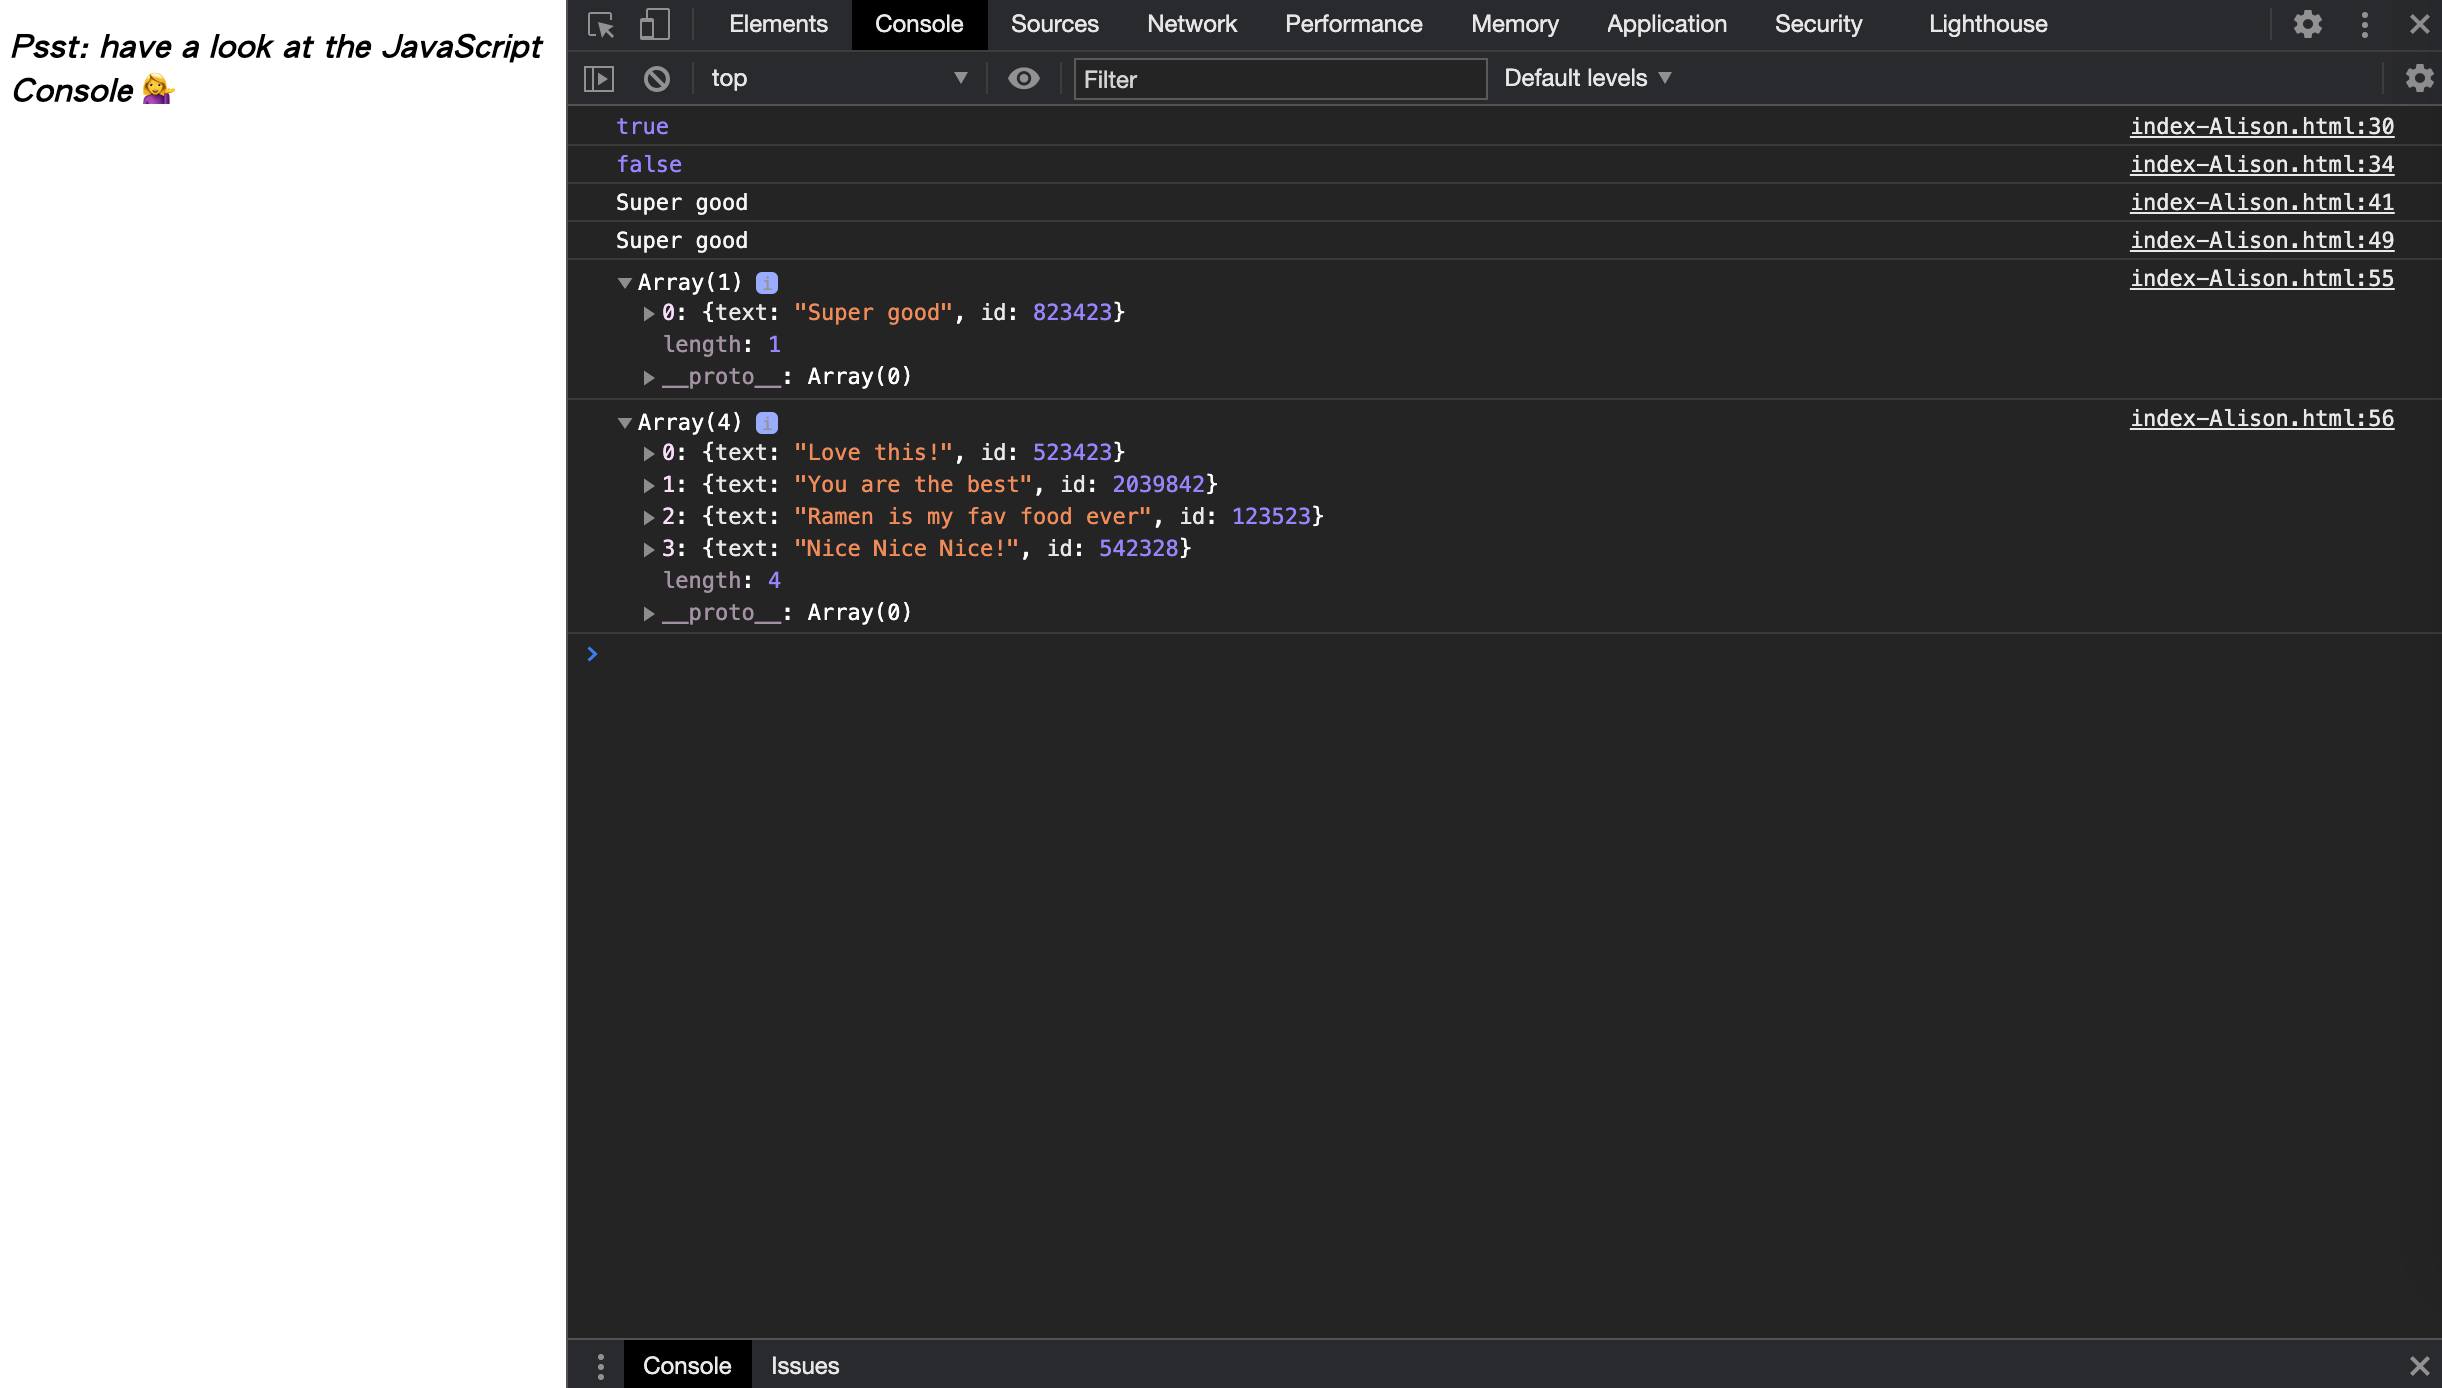 Psst: have a look at the JavaScript
Console
Elements Console Sources Network Performance Memory Application Security Lighthouse
top Filter Default levels
true index-Alison.html:30
false index-Alison.html:34
Super good index-Alison.html:41
Super good index-Alison.html:49
Array(1) i index-Alison.html:55
0: {text: "Super good", id: 823423}
length: 1
__proto__: Array(0)
Array(4) i index-Alison.html:56
0: {text: "Love this!", id: 523423}
1: {text: "You are the best", id: 2039842}
2: {text: "Ramen is my fav food ever", id: 123523}
3: {text: "Nice Nice Nice!", id: 542328}
length: 4
__proto__: Array(0)
Console Issues